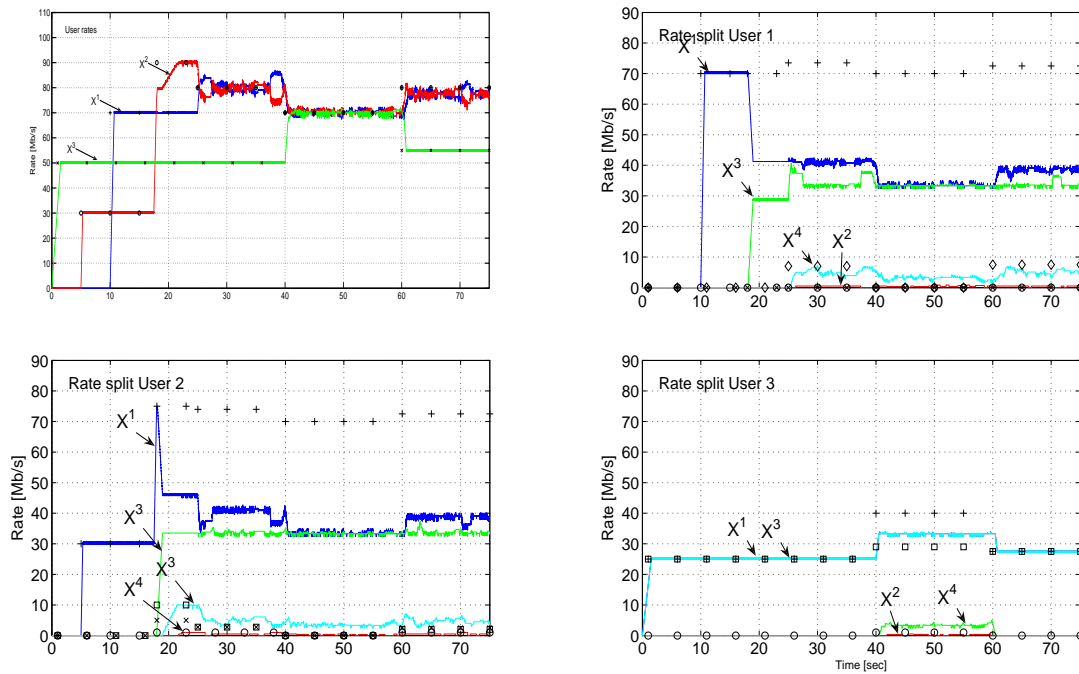 User rates
110
100
90
80
70
60
50
40
30
20
10
0
Rate [Mb/s]
X²
X¹
X³
0 10 20 30 40 50 60 70
Rate split User 1
90
80
70
60
50
40
30
20
10
0
Rate [Mb/s]
X¹
X³
X⁴
X²
0 10 20 30 40 50 60 70
Rate split User 2
90
80
70
60
50
40
30
20
10
0
Rate [Mb/s]
X¹
X³
X³
X⁴
0 10 20 30 40 50 60 70
Rate split User 3
90
80
70
60
50
40
30
20
10
0
Rate [Mb/s]
X¹ X³
X² X⁴
0 10 20 30 40 50 60 70
Time [sec]